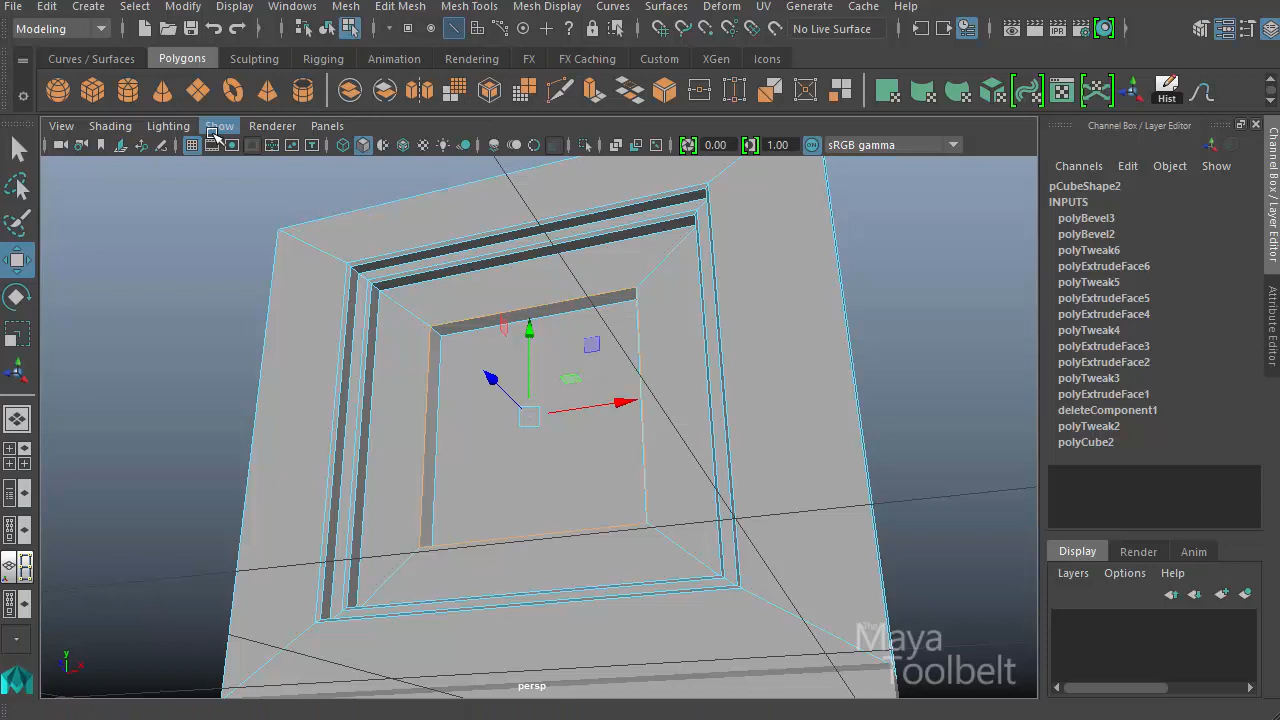 File Edit Create Select Modify Display Windows Mesh Edit Mesh Mesh Tools Mesh Display Curves Surfaces Deform UV Generate Cache Help
Modeling No Live Surface
Curves / Surfaces Polygons Sculpting Rigging Animation Rendering FX FX Caching Custom XGen Icons
Hist
View Shading Lighting Show Renderer Panels
0.00 1.00 ON sRGB gamma
Channel Box / Layer Editor
Channels Edit Object Show
pCubeShape2
INPUTS
polyBevel3
polyBevel2
polyTweak6
polyExtrudeFace6
polyTweak5
polyExtrudeFace5
polyExtrudeFace4
polyTweak4
polyExtrudeFace3
polyExtrudeFace2
polyTweak3
polyExtrudeFace1
deleteComponent1
polyTweak2
polyCube2
Display Render Anim
Layers Options Help
Channel Box / Layer Editor
Attribute Editor
y
z x
persp
The
Maya
Toolbelt